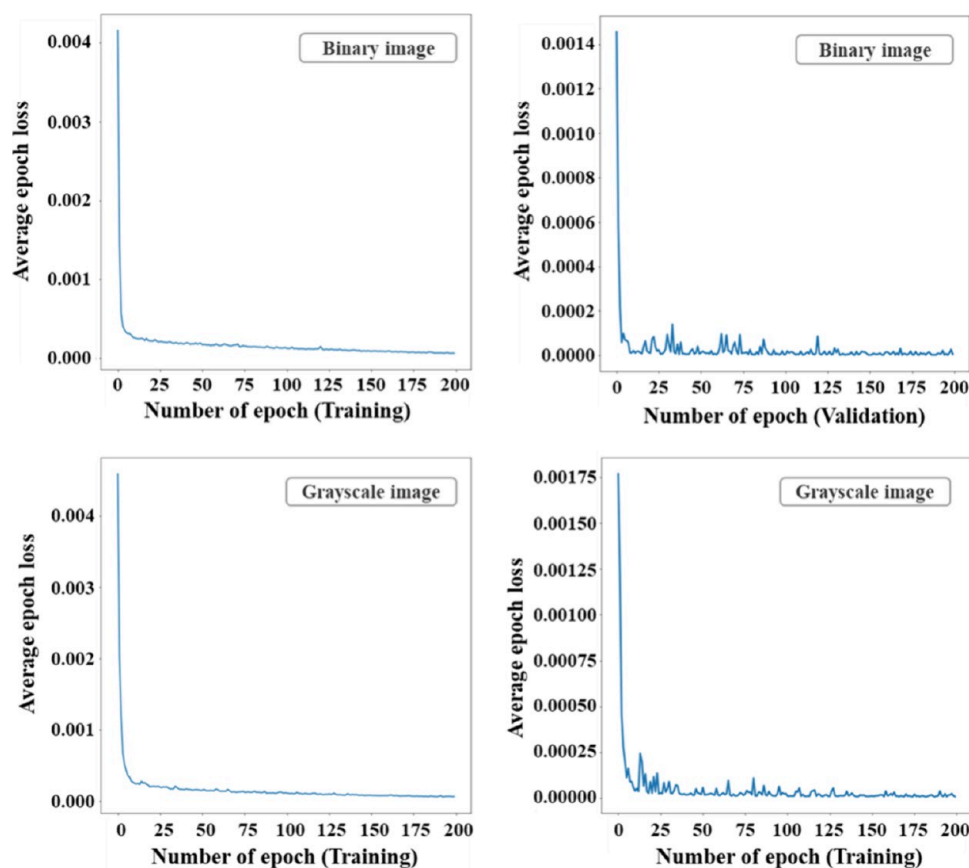 Binary image
Average epoch loss
0.004
0.003
0.002
0.001
0.000
0 25 50 75 100 125 150 175 200
Number of epoch (Training)
Binary image
Average epoch loss
0.0014
0.0012
0.0010
0.0008
0.0006
0.0004
0.0002
0.0000
0 25 50 75 100 125 150 175 200
Number of epoch (Validation)
Grayscale image
Average epoch loss
0.004
0.003
0.002
0.001
0.000
0 25 50 75 100 125 150 175 200
Number of epoch (Training)
Grayscale image
Average epoch loss
0.00175
0.00150
0.00125
0.00100
0.00075
0.00050
0.00025
0.00000
0 25 50 75 100 125 150 175 200
Number of epoch (Training)